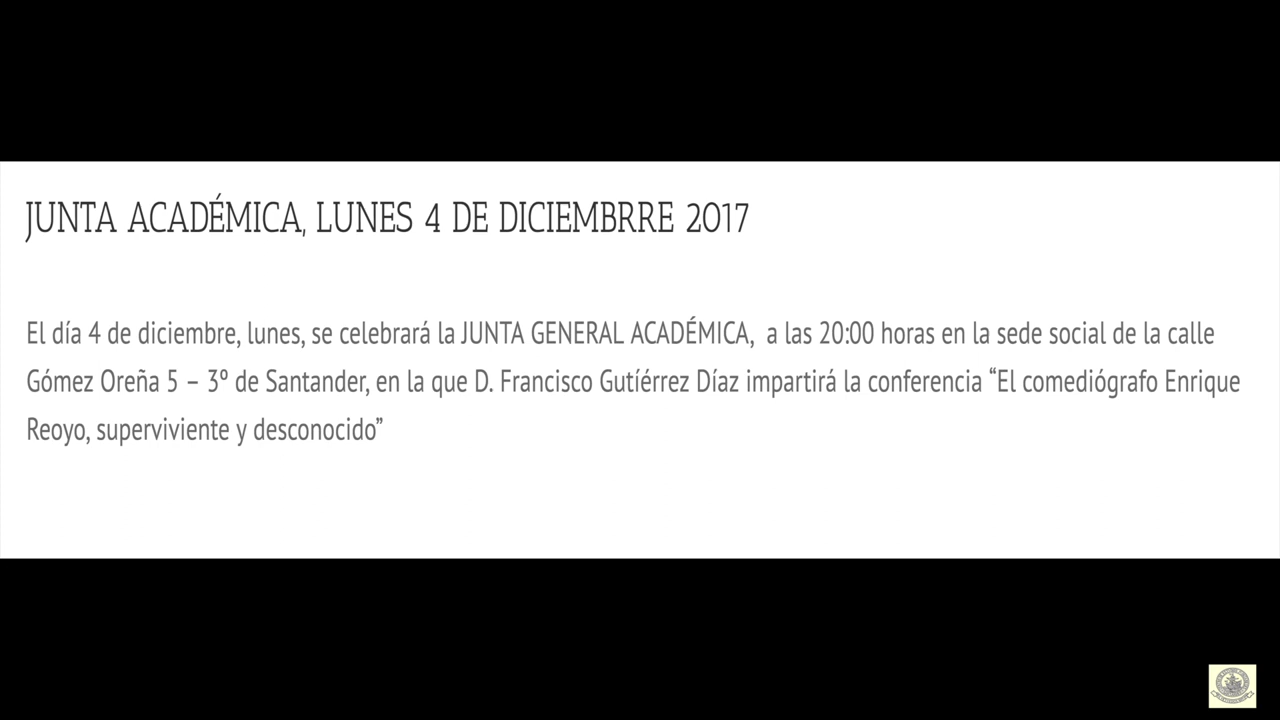 JUNTA ACADÉMICA, LUNES 4 DE DICIEMBRRE 2017
El día 4 de diciembre, lunes, se celebrará la JUNTA GENERAL ACADÉMICA,  a las 20:00 horas en la sede social de la calle
Gómez Oreña 5 – 3º de Santander, en la que D. Francisco Gutíérrez Díaz impartirá la conferencia “El comediógrafo Enrique
Reoyo, superviviente y desconocido”